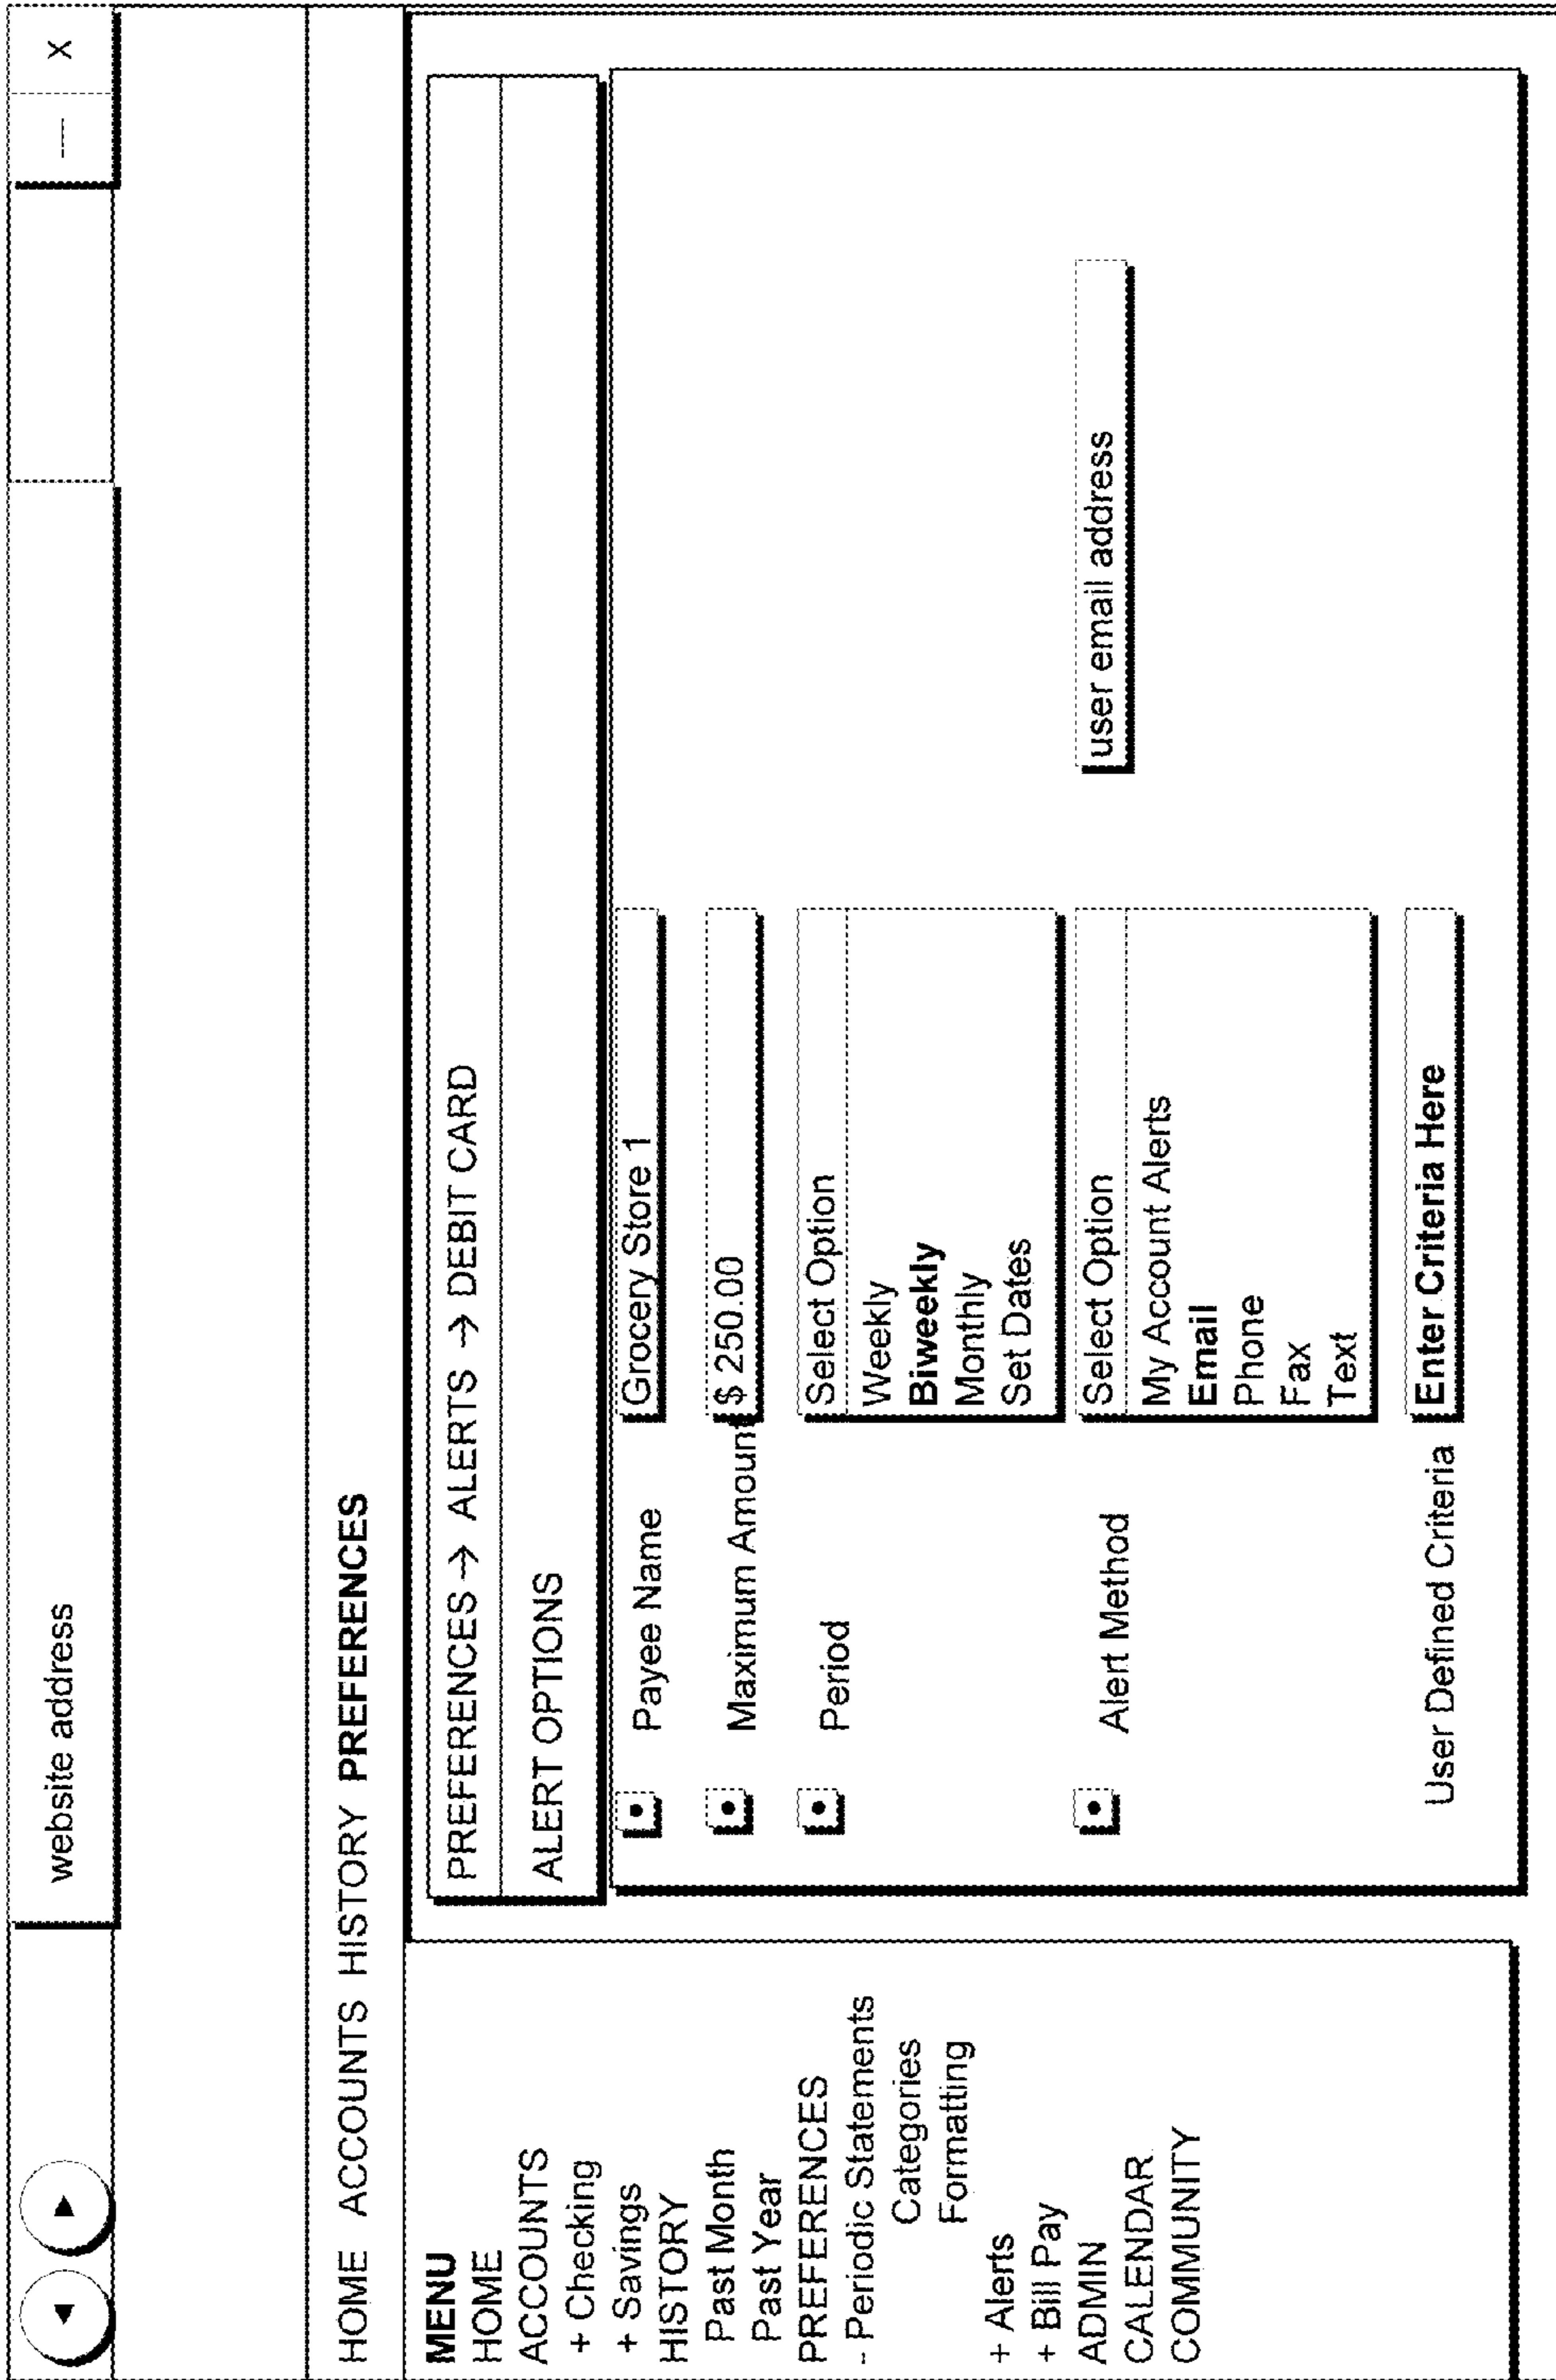 website address
— X
HOME ACCOUNTS HISTORY PREFERENCES
MENU
HOME
ACCOUNTS
+ Checking
+ Savings
HISTORY
Past Month
Past Year
PREFERENCES
- Periodic Statements
Categories
Formatting
+ Alerts
+ Bill Pay
ADMIN
CALENDAR
COMMUNITY
PREFERENCES → ALERTS → DEBIT CARD
ALERT OPTIONS
Payee Name Grocery Store 1
Maximum Amount $ 250.00
Period Select Option
Weekly
Biweekly
Monthly
Set Dates
Alert Method Select Option user email address
My Account Alerts
Email
Phone
Fax
Text
User Defined Criteria Enter Criteria Here